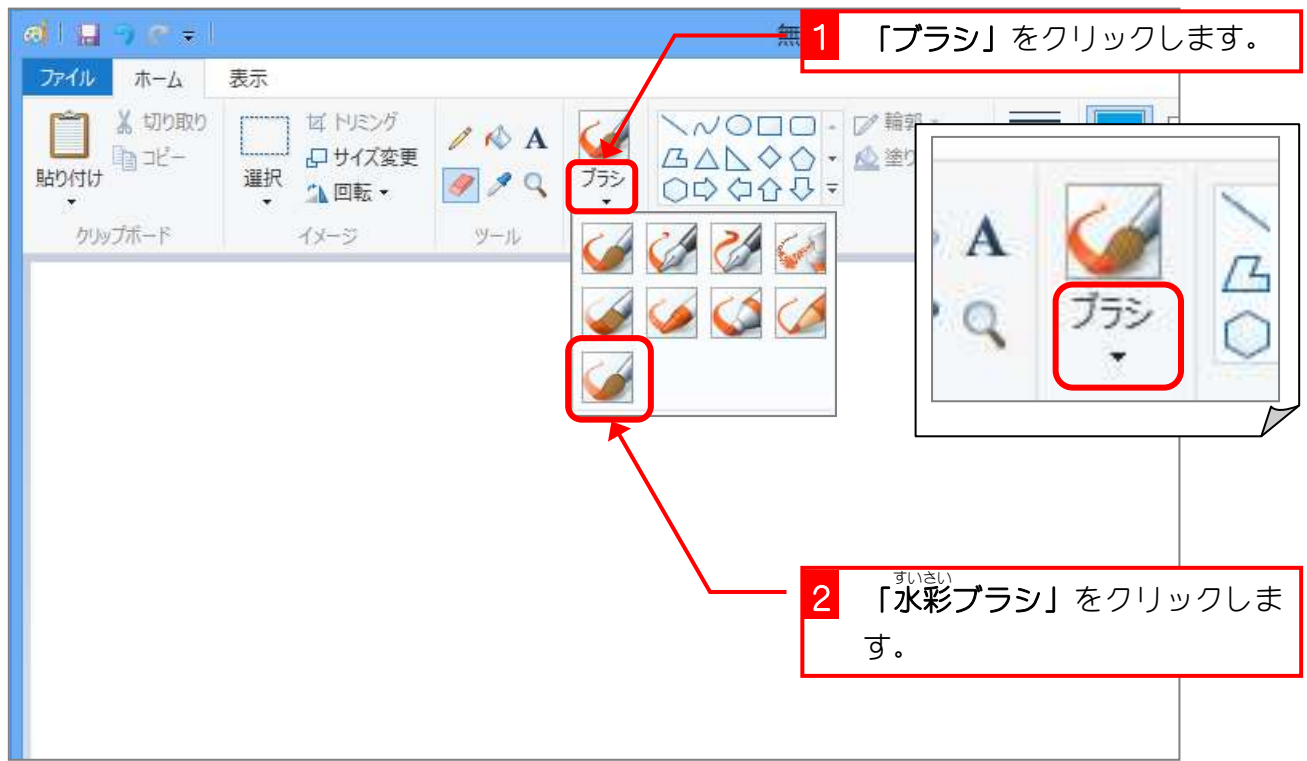 無
1 「ブラシ」をクリックします。
ファイル ホーム 表示
切り取り
コピー
貼り付け
クリップボード
選択
トリミング
サイズ変更
回転
イメージ
A
ツール
ブラシ
輪郭
塗り
A
ブラシ
すいさい
2 「水彩ブラシ」をクリックしま
す。